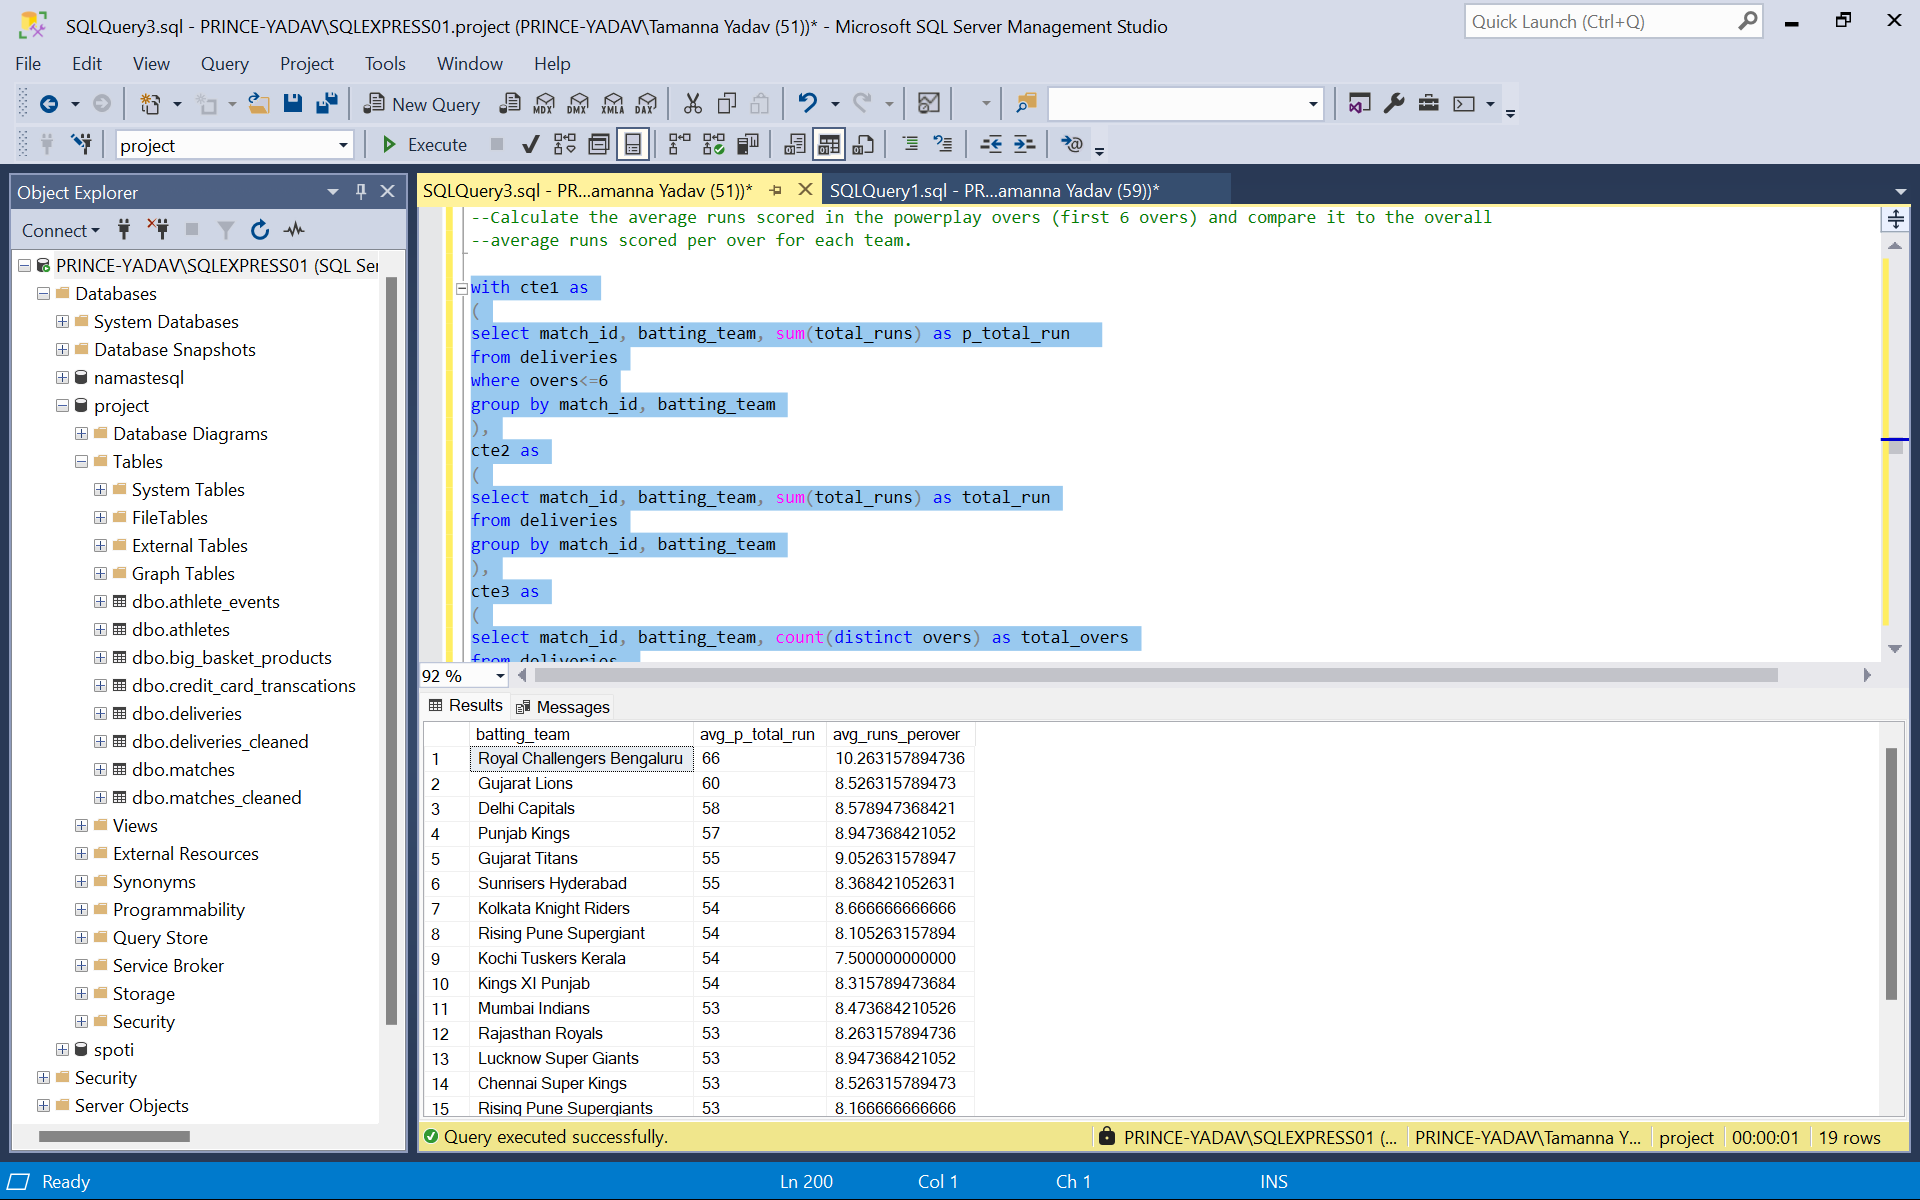 SQLQuery3.sql - PRINCE-YADAV\SQLEXPRESS01.project (PRINCE-YADAV\Tamanna Yadav (51))* - Microsoft SQL Server Management Studio
Quick Launch (Ctrl+Q)
File Edit View Query Project Tools Window Help
New Query MDX DMX XMLA DAX
project Execute
Object Explorer
Connect
PRINCE-YADAV\SQLEXPRESS01 (SQL Ser
Databases
System Databases
Database Snapshots
namastesql
project
Database Diagrams
Tables
System Tables
FileTables
External Tables
Graph Tables
dbo.athlete_events
dbo.athletes
dbo.big_basket_products
dbo.credit_card_transcations
dbo.deliveries
dbo.deliveries_cleaned
dbo.matches
dbo.matches_cleaned
Views
External Resources
Synonyms
Programmability
Query Store
Service Broker
Storage
Security
spoti
Security
Server Objects
SQLQuery3.sql - PR...amanna Yadav (51))* SQLQuery1.sql - PR...amanna Yadav (59))*
--Calculate the average runs scored in the powerplay overs (first 6 overs) and compare it to the overall
--average runs scored per over for each team.
with cte1 as
(
select match_id, batting_team, sum(total_runs) as p_total_run
from deliveries
where overs<=6
group by match_id, batting_team
),
cte2 as
(
select match_id, batting_team, sum(total_runs) as total_run
from deliveries
group by match_id, batting_team
),
cte3 as
(
select match_id, batting_team, count(distinct overs) as total_overs
from deliveries
92 %
Results Messages
batting_team avg_p_total_run avg_runs_perover
1 Royal Challengers Bengaluru 66 10.263157894736
2 Gujarat Lions 60 8.526315789473
3 Delhi Capitals 58 8.578947368421
4 Punjab Kings 57 8.947368421052
5 Gujarat Titans 55 9.052631578947
6 Sunrisers Hyderabad 55 8.368421052631
7 Kolkata Knight Riders 54 8.666666666666
8 Rising Pune Supergiant 54 8.105263157894
9 Kochi Tuskers Kerala 54 7.500000000000
10 Kings XI Punjab 54 8.315789473684
11 Mumbai Indians 53 8.473684210526
12 Rajasthan Royals 53 8.263157894736
13 Lucknow Super Giants 53 8.947368421052
14 Chennai Super Kings 53 8.526315789473
15 Rising Pune Supergiants 53 8.166666666666
Query executed successfully. PRINCE-YADAV\SQLEXPRESS01 (... PRINCE-YADAV\Tamanna Y... project 00:00:01 19 rows
Ready Ln 200 Col 1 Ch 1 INS